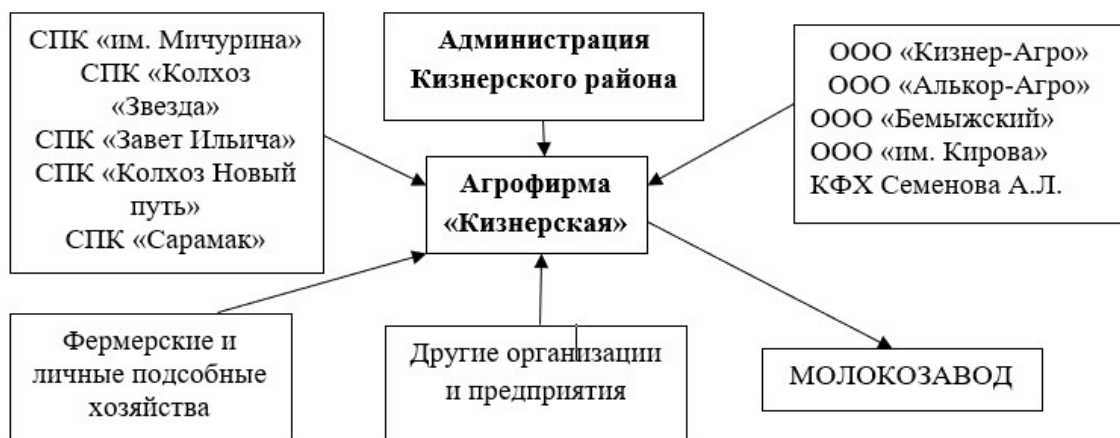 СПК «им. Мичурина»
СПК «Колхоз
«Звезда»
СПК «Завет Ильича»
СПК «Колхоз Новый
путь»
СПК «Сарамак»
Администрация
Кизнерского района
ООО «Кизнер-Агро»
ООО «Алькор-Агро»
ООО «Бемыжский»
ООО «им. Кирова»
КФХ Семенова А.Л.
Агрофирма
«Кизнерская»
Фермерские и
личные подсобные
хозяйства
Другие организации
и предприятия
МОЛОКОЗАВОД